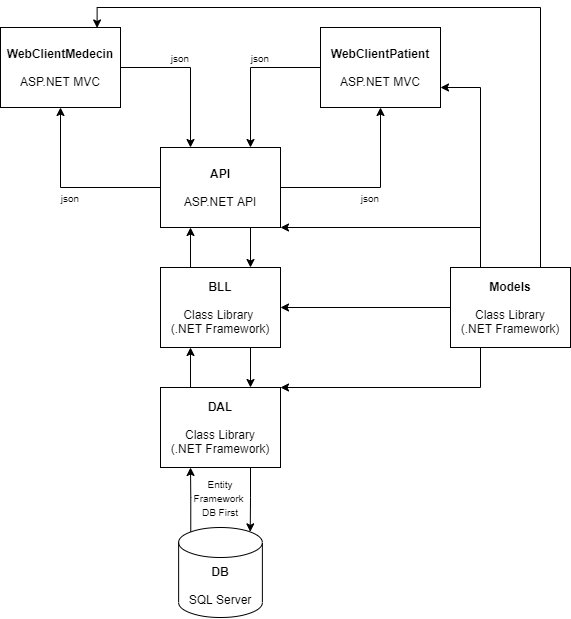 WebClientMedecin
ASP.NET MVC
json
json
WebClientPatient
ASP.NET MVC
API
ASP.NET API
json
json
BLL
Class Library
(.NET Framework)
Models
Class Library
(.NET Framework)
DAL
Class Library
(.NET Framework)
Entity
Framework
DB First
DB
SQL Server